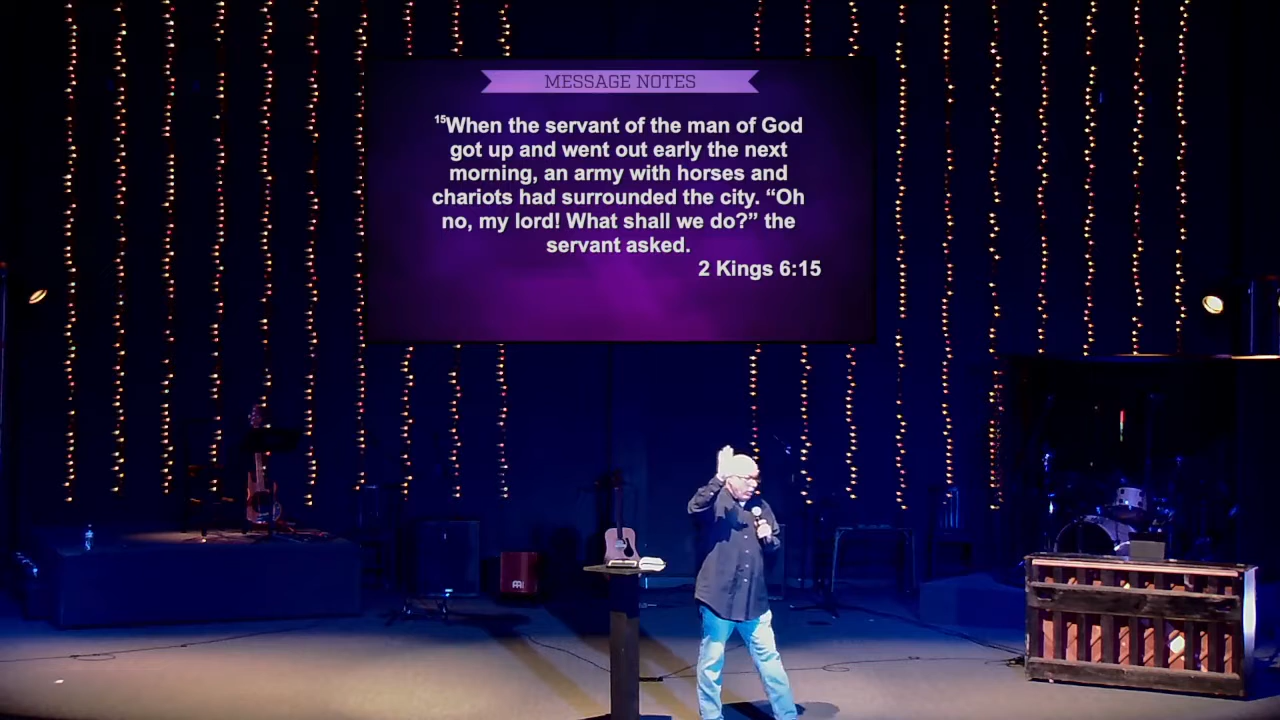 MESSAGE NOTES
¹⁵When the servant of the man of God
got up and went out early the next
morning, an army with horses and
chariots had surrounded the city. “Oh
no, my lord! What shall we do?” the
servant asked.
2 Kings 6:15